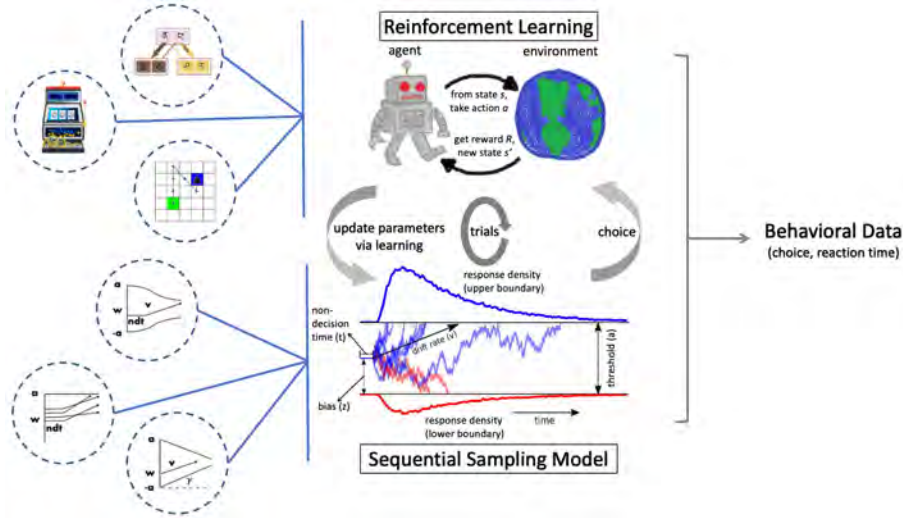 Reinforcement Learning
agent
environment
from state s,
take action a
get reward R,
new state s'
update parameters
via learning
trials
choice
Behavioral Data
(choice, reaction time)
response density
(upper boundary)
non-
decision
time (t)
drift rate (v)
threshold (a)
bias (z)
response density
(lower boundary)
time
Sequential Sampling Model
a
w
v
ndt
-a
a
w
ndt
a
v
w
-a
γ